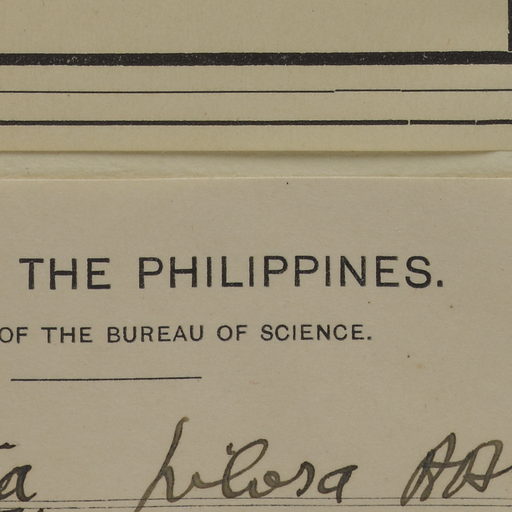 THE PHILIPPINES.
OF THE BUREAU OF SCIENCE.
pilosa